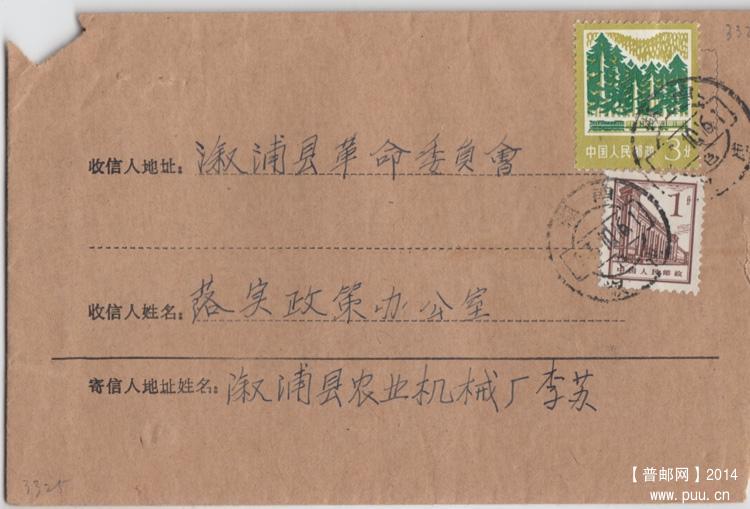 332
中国人民邮政 3分
1
中国人民邮政
收信人地址：溆浦县革命委員會
收信人姓名：落实政策办公室
寄信人地址姓名：溆浦县农业机械厂李苏
3325
【普邮网】2014
www.puu.cn